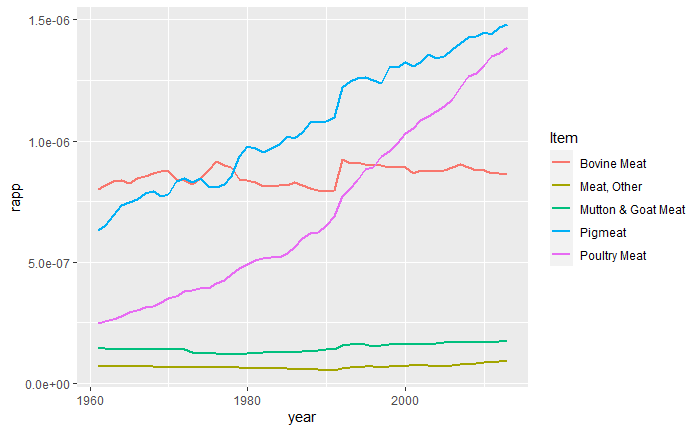 1.5e-06
1.0e-06
5.0e-07
0.0e+00
rapp
1960
1980
2000
year
Item
Bovine Meat
Meat, Other
Mutton & Goat Meat
Pigmeat
Poultry Meat